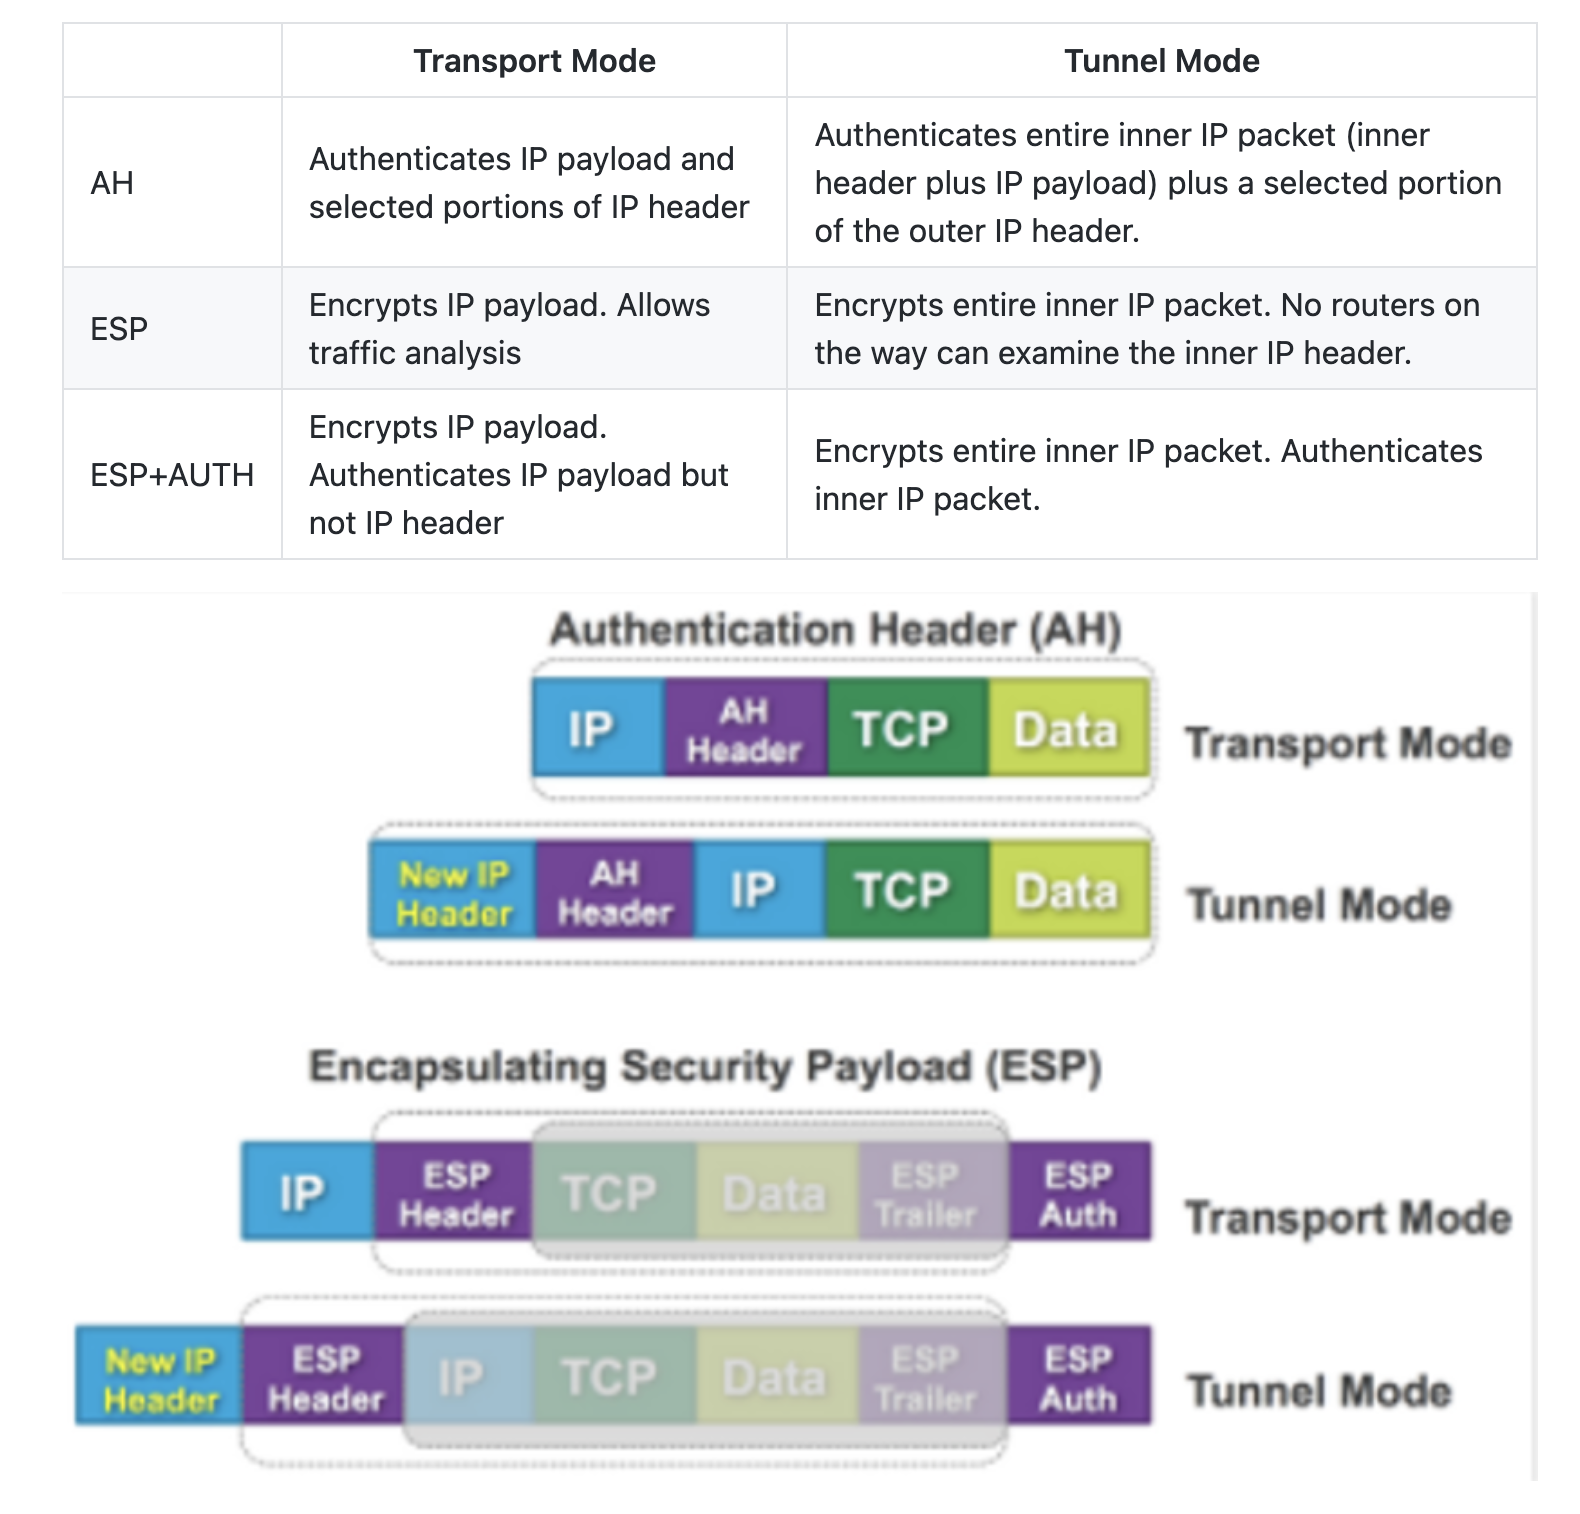 Transport Mode
Tunnel Mode
AH
Authenticates IP payload and
selected portions of IP header
Authenticates entire inner IP packet (inner
header plus IP payload) plus a selected portion
of the outer IP header.
ESP
Encrypts IP payload. Allows
traffic analysis
Encrypts entire inner IP packet. No routers on
the way can examine the inner IP header.
ESP+AUTH
Encrypts IP payload.
Authenticates IP payload but
not IP header
Encrypts entire inner IP packet. Authenticates
inner IP packet.
Authentication Header (AH)
IP
AH
Header
TCP
Data
Transport Mode
New IP
Header
AH
Header
IP
TCP
Data
Tunnel Mode
Encapsulating Security Payload (ESP)
IP
ESP
Header
TCP
Data
ESP
Trailer
ESP
Auth
Transport Mode
New IP
Header
ESP
Header
IP
TCP
Data
ESP
Trailer
ESP
Auth
Tunnel Mode